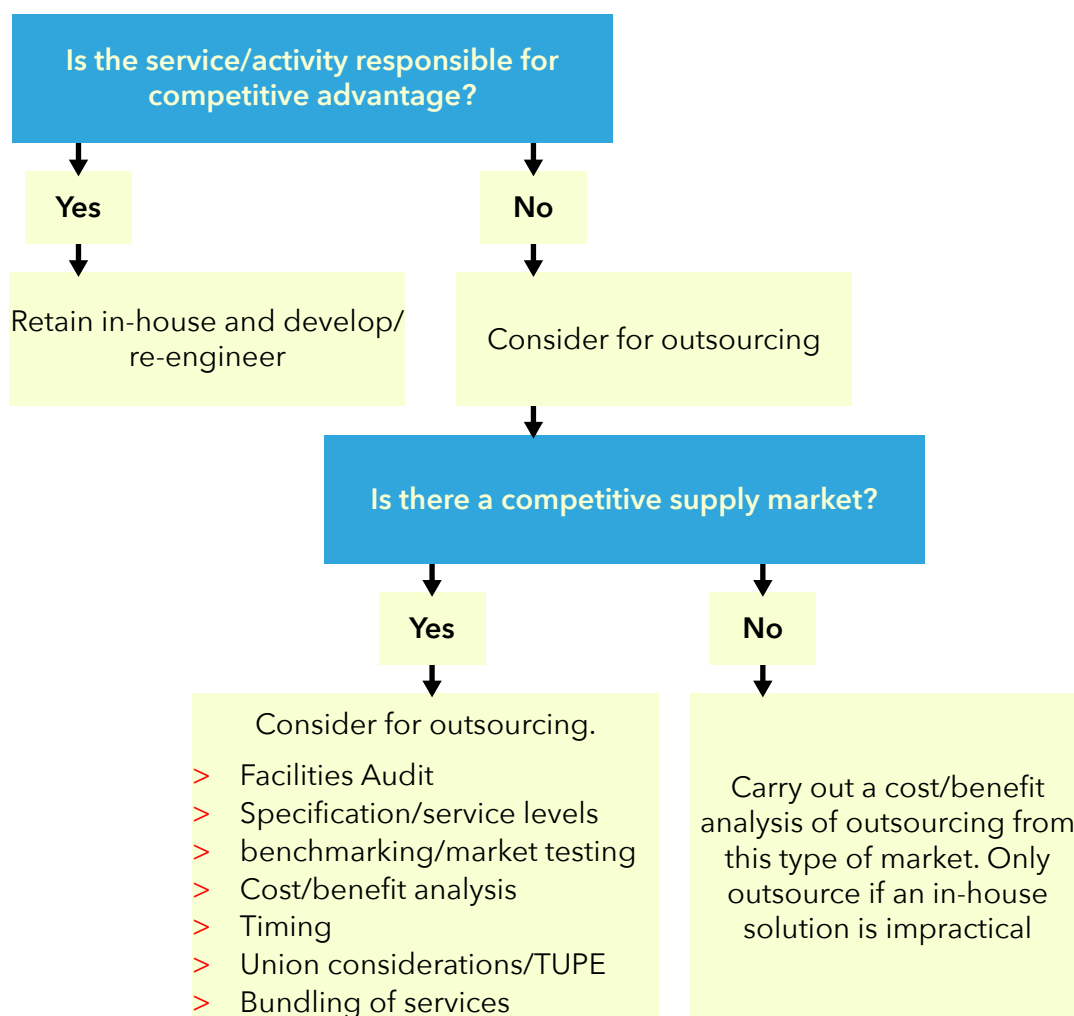 Is the service/activity responsible for
competitive advantage?
Yes
No
Retain in-house and develop/
re-engineer
Consider for outsourcing
Is there a competitive supply market?
Yes
No
Consider for outsourcing.
> Facilities Audit
> Specification/service levels
> benchmarking/market testing
> Cost/benefit analysis
> Timing
> Union considerations/TUPE
> Bundling of services
Carry out a cost/benefit
analysis of outsourcing from
this type of market. Only
outsource if an in-house
solution is impractical